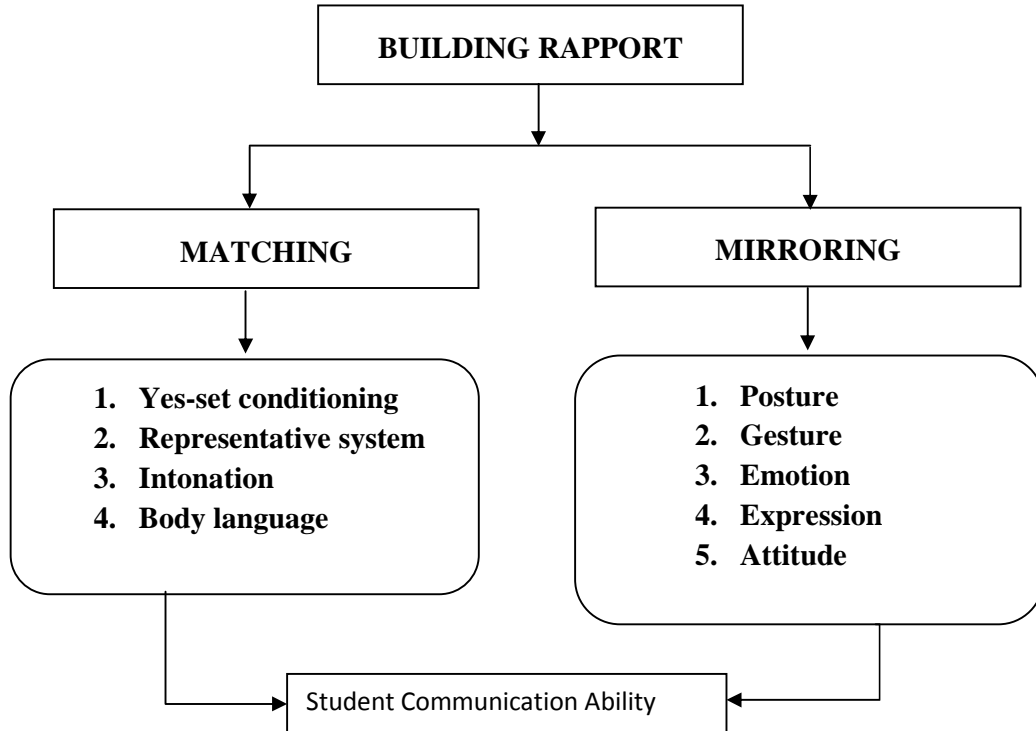 BUILDING RAPPORT
MATCHING
MIRRORING
1. Yes-set conditioning
2. Representative system
3. Intonation
4. Body language
1. Posture
2. Gesture
3. Emotion
4. Expression
5. Attitude
Student Communication Ability